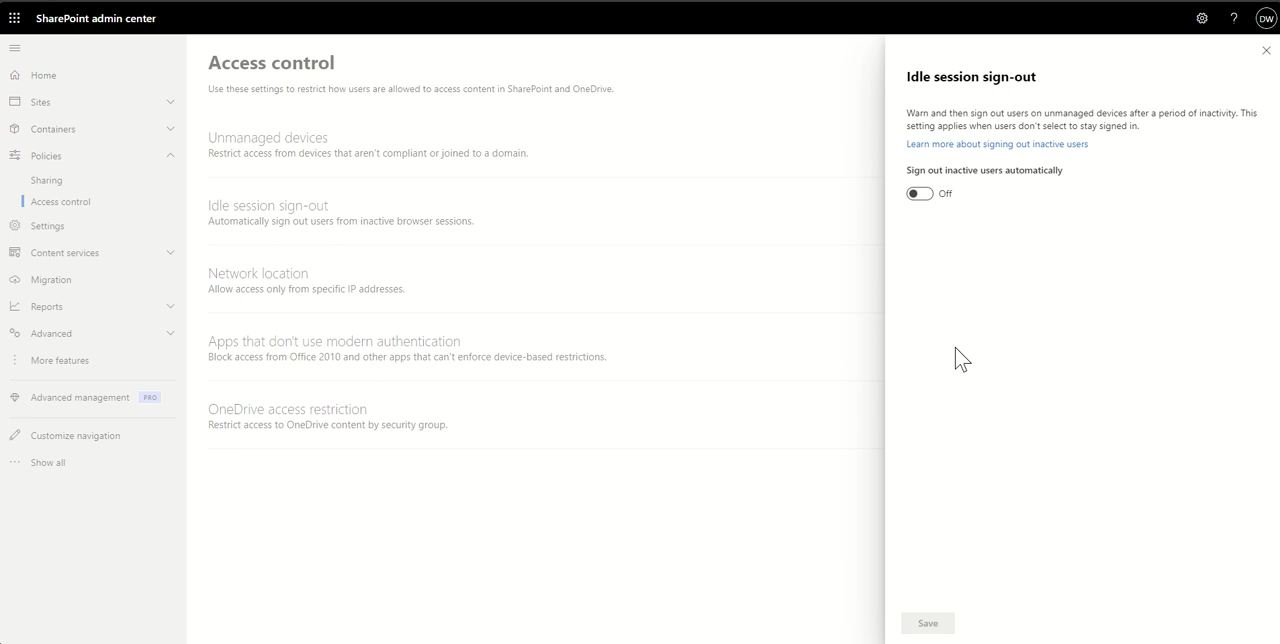 SharePoint admin center
?
DW
Home
Sites
Containers
Policies
Sharing
Access control
Settings
Content services
Migration
Reports
Advanced
More features
Advanced management PRO
Customize navigation
Show all
Access control
Use these settings to restrict how users are allowed to access content in SharePoint and OneDrive.
Unmanaged devices
Restrict access from devices that aren't compliant or joined to a domain.
Idle session sign-out
Automatically sign out users from inactive browser sessions.
Network location
Allow access only from specific IP addresses.
Apps that don't use modern authentication
Block access from Office 2010 and other apps that can't enforce device-based restrictions.
OneDrive access restriction
Restrict access to OneDrive content by security group.
Idle session sign-out
Warn and then sign out users on unmanaged devices after a period of inactivity. This
setting applies when users don't select to stay signed in.
Learn more about signing out inactive users
Sign out inactive users automatically
Off
Save